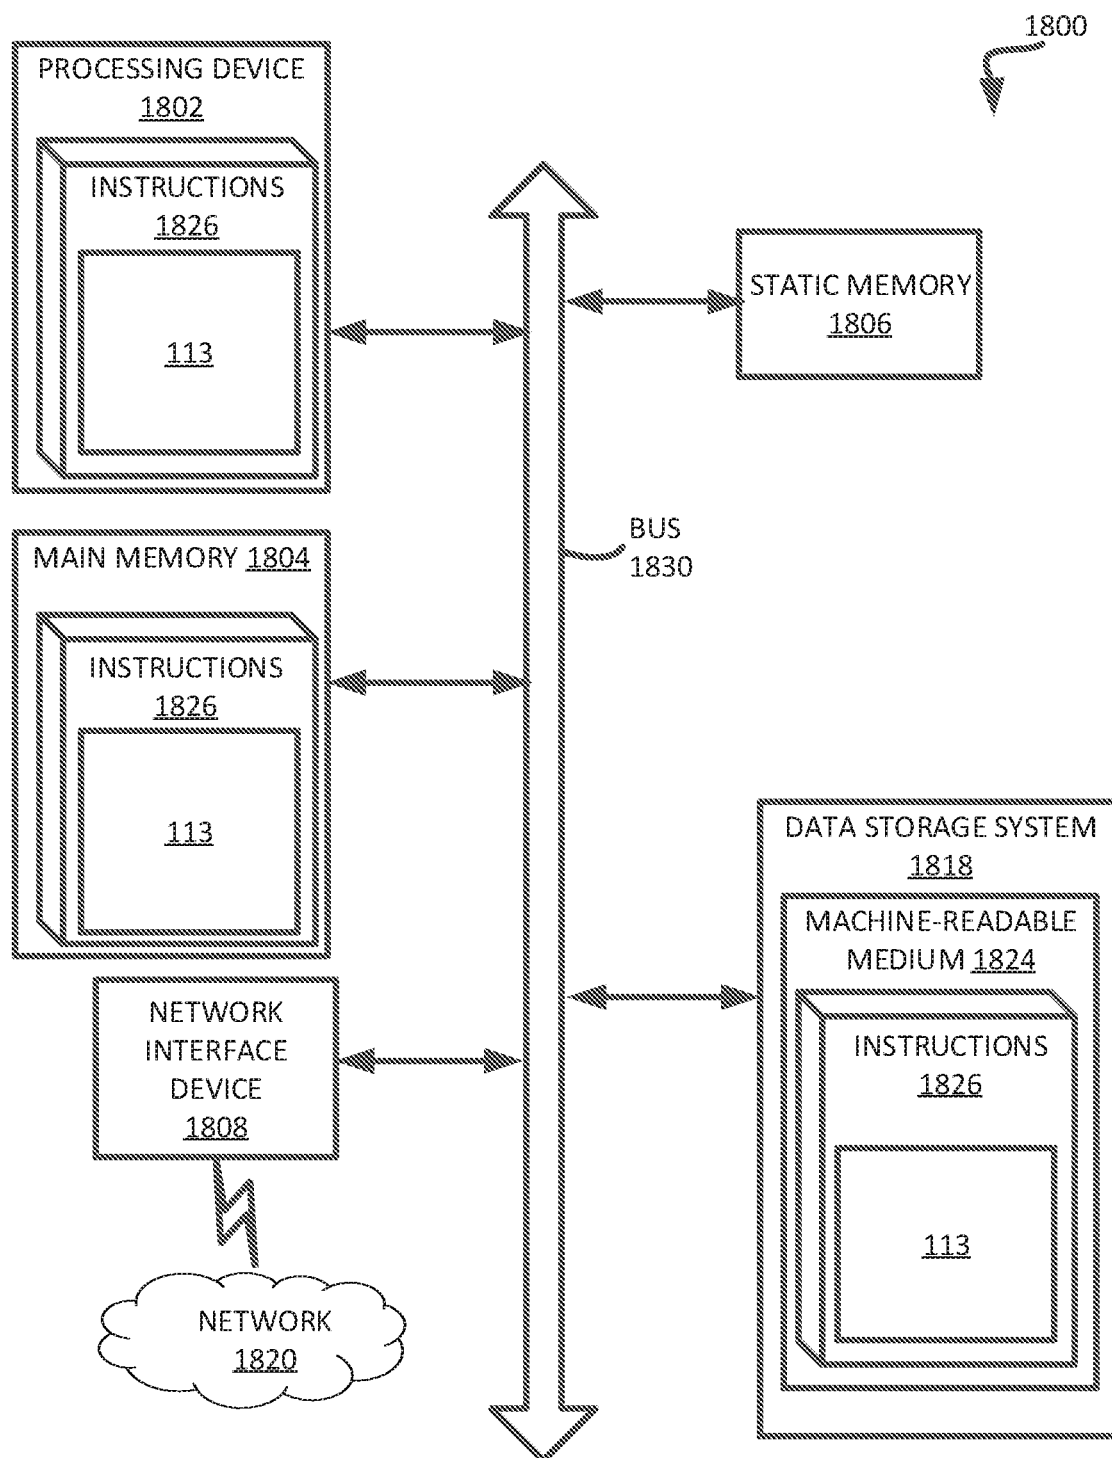 1800
PROCESSING DEVICE
1802
INSTRUCTIONS
1826
113
STATIC MEMORY
1806
BUS
1830
MAIN MEMORY 1804
INSTRUCTIONS
1826
113
DATA STORAGE SYSTEM
1818
MACHINE-READABLE
MEDIUM 1824
INSTRUCTIONS
1826
113
NETWORK
INTERFACE
DEVICE
1808
NETWORK
1820